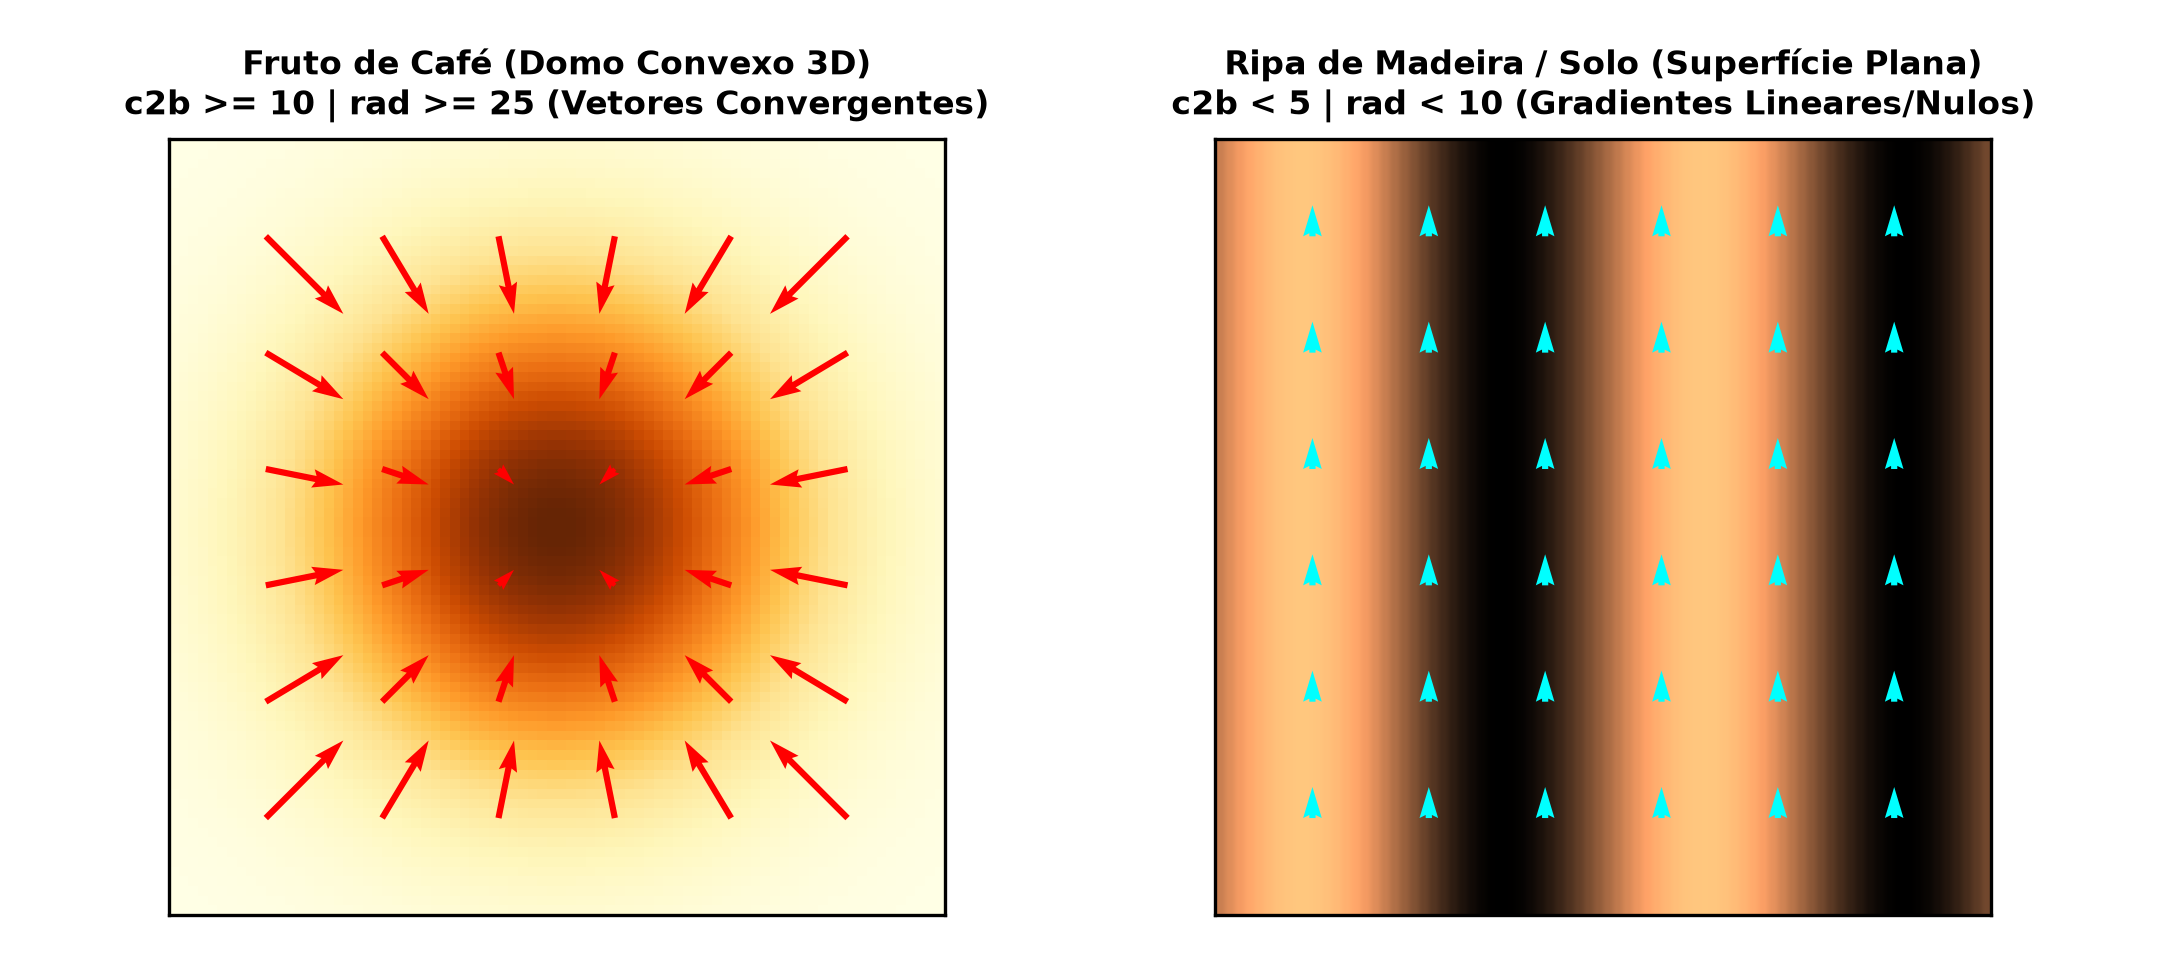 Fruto de Café (Domo Convexo 3D)
c2b >= 10 | rad >= 25 (Vetores Convergentes)
Ripa de Madeira / Solo (Superfície Plana)
c2b < 5 | rad < 10 (Gradientes Lineares/Nulos)